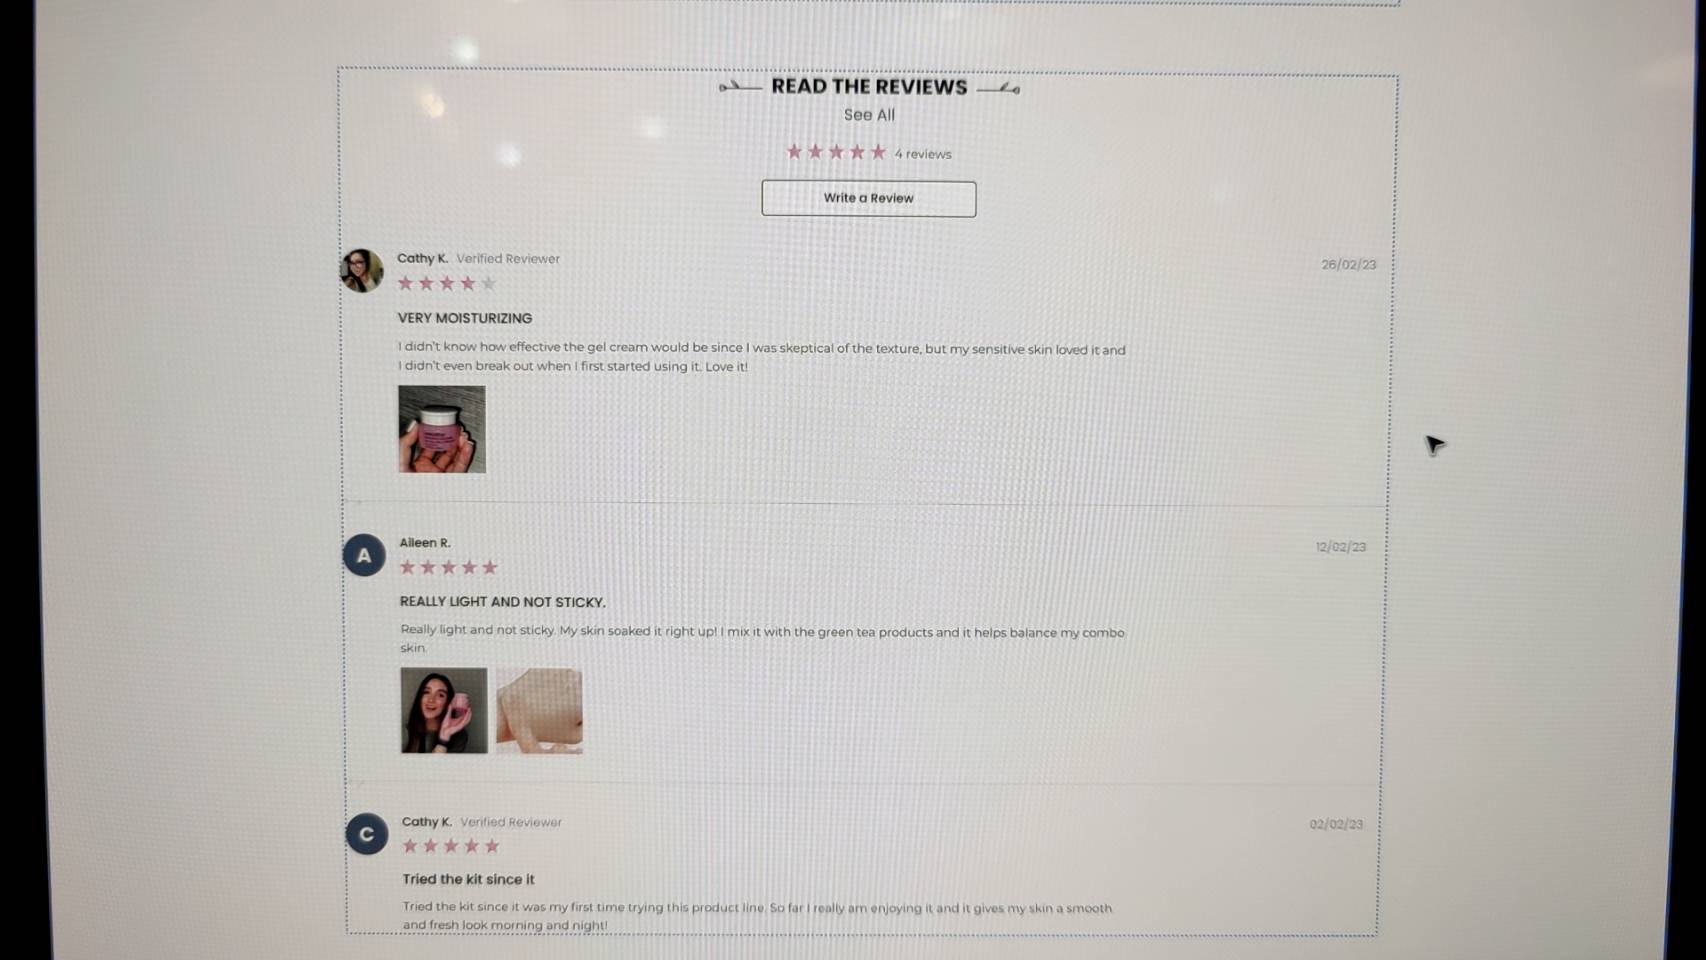 READ THE REVIEWS
See All
4 reviews
Write a Review
Cathy K. Verified Reviewer
26/02/23
VERY MOISTURIZING
I didn't know how effective the gel cream would be since I was skeptical of the texture, but my sensitive skin loved it and
I didn't even break out when I first started using it. Love it!
A
Aileen R.
12/02/23
REALLY LIGHT AND NOT STICKY.
Really light and not sticky. My skin soaked it right up! I mix it with the green tea products and it helps balance my combo
skin.
C
Cathy K. Verified Reviewer
02/02/23
Tried the kit since it
Tried the kit since it was my first time trying this product line. So far I really am enjoying it and it gives my skin a smooth
and fresh look morning and night!